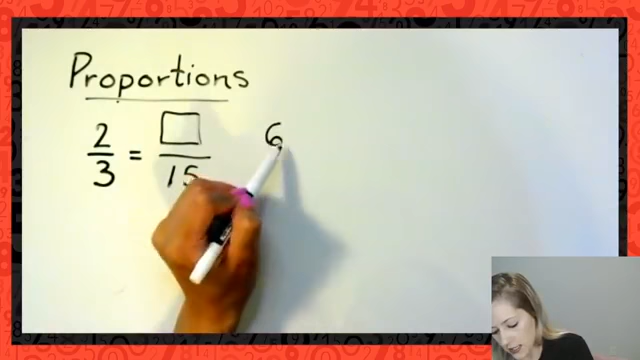 Proportions
2/3 = □/15 6